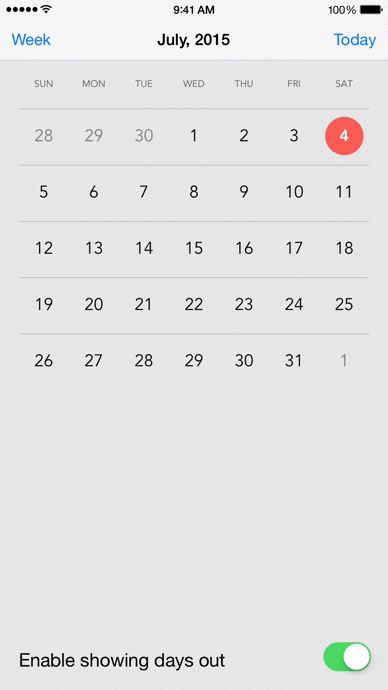 9:41 AM 100%
Week July, 2015 Today
SUN MON TUE WED THU FRI SAT
28 29 30 1 2 3 4
5 6 7 8 9 10 11
12 13 14 15 16 17 18
19 20 21 22 23 24 25
26 27 28 29 30 31 1
Enable showing days out